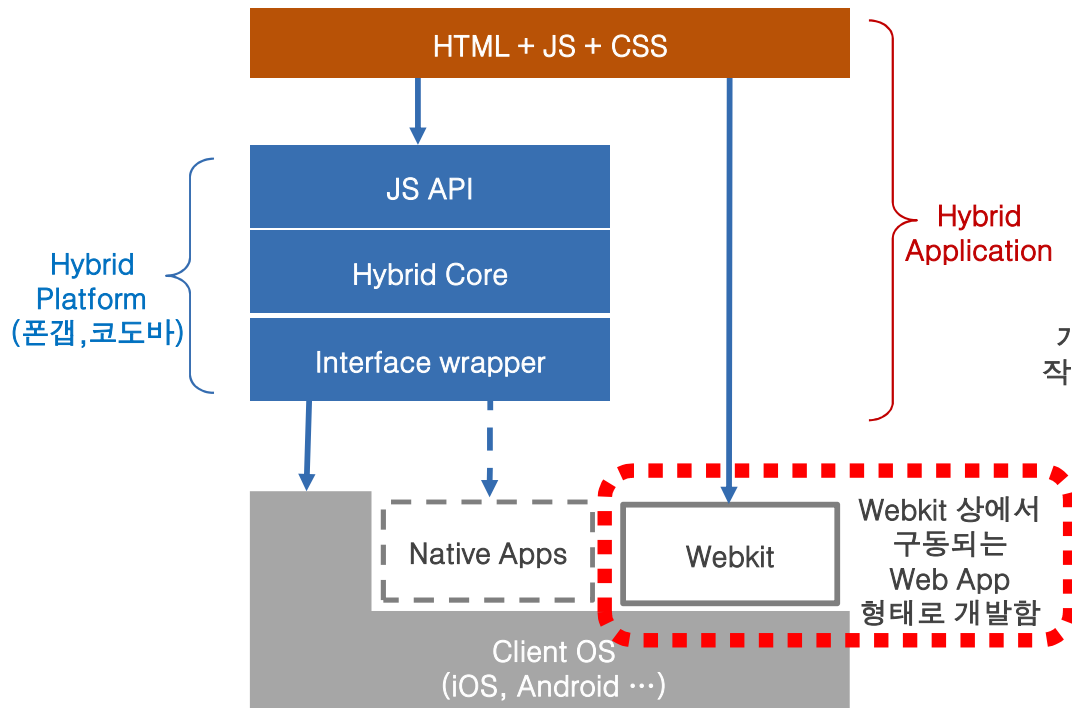 HTML + JS + CSS
JS API
Hybrid Core
Interface wrapper
Hybrid
Platform
(폰갭,코도바)
Hybrid
Application
작
Native Apps
Webkit
Webkit 상에서
구동되는
Web App
형태로 개발함
Client OS
(iOS, Android ···)